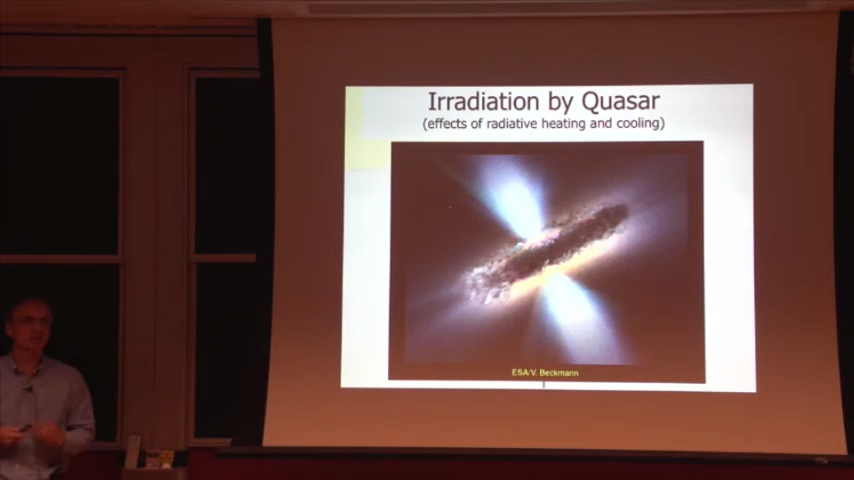 Irradiation by Quasar
(effects of radiative heating and cooling)
ESA/V. Beckmann